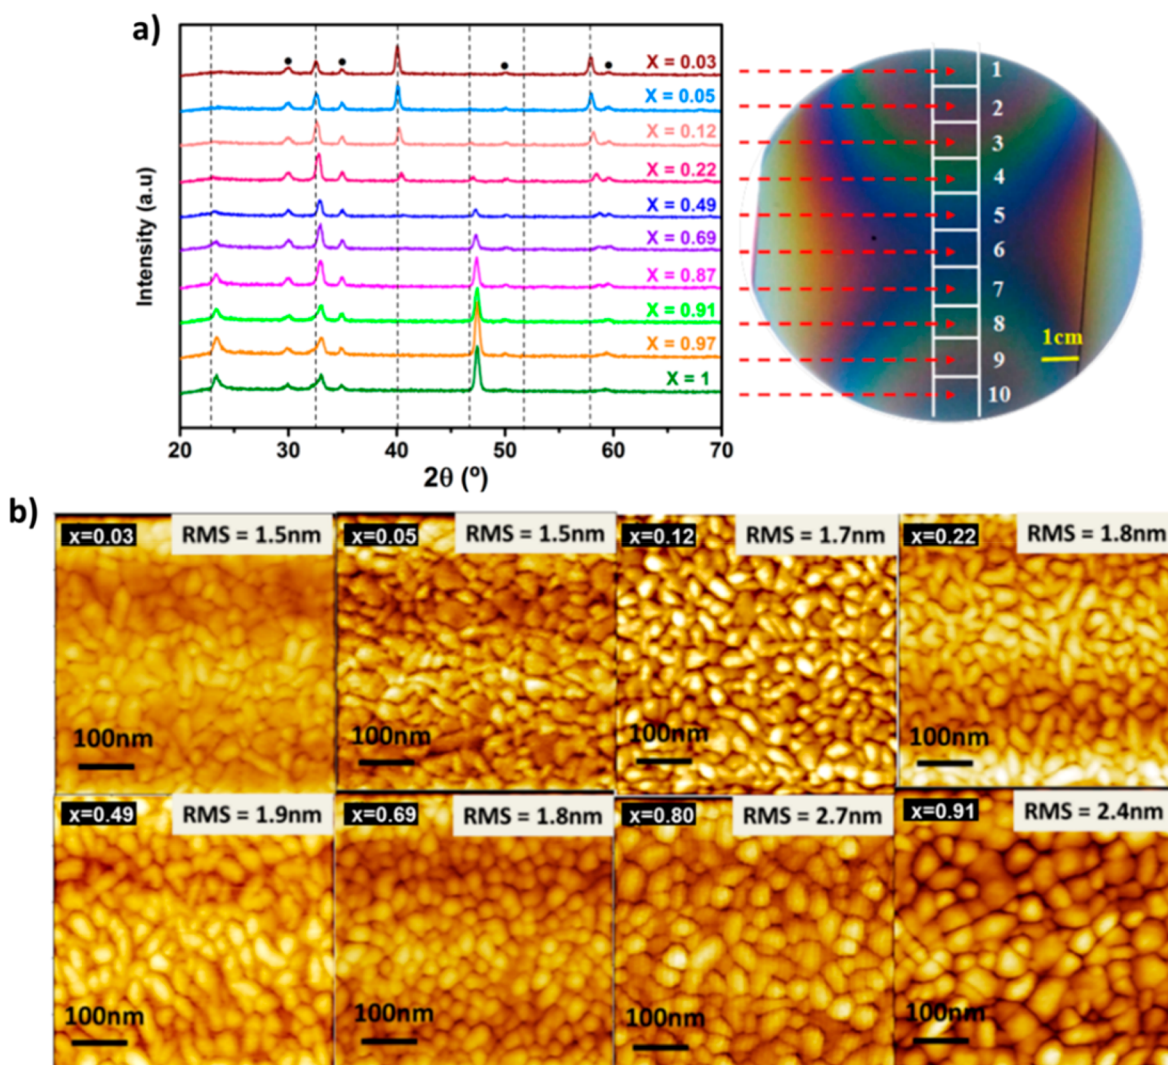 a)
Intensity (a.u)
X = 0.03
X = 0.05
X = 0.12
X = 0.22
X = 0.49
X = 0.69
X = 0.87
X = 0.91
X = 0.97
X = 1
20 30 40 50 60 70
2θ (º)
1
2
3
4
5
6
7
8
9
10
1cm
b)
x=0.03 RMS = 1.5nm
100nm
x=0.05 RMS = 1.5nm
100nm
x=0.12 RMS = 1.7nm
100nm
x=0.22 RMS = 1.8nm
100nm
x=0.49 RMS = 1.9nm
100nm
x=0.69 RMS = 1.8nm
100nm
x=0.80 RMS = 2.7nm
100nm
x=0.91 RMS = 2.4nm
100nm